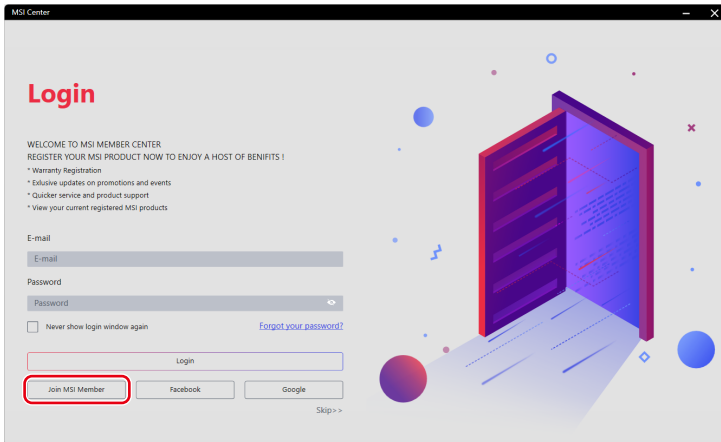 MSI Center
Login
WELCOME TO MSI MEMBER CENTER
REGISTER YOUR MSI PRODUCT NOW TO ENJOY A HOST OF BENIFITS !
* Warranty Registration
* Exlusive updates on promotions and events
* Quicker service and product support
* View your current registered MSI products
E-mail
E-mail
Password
Password
Never show login window again Forgot your password?
Login
Join MSI Member Facebook Google
Skip>>